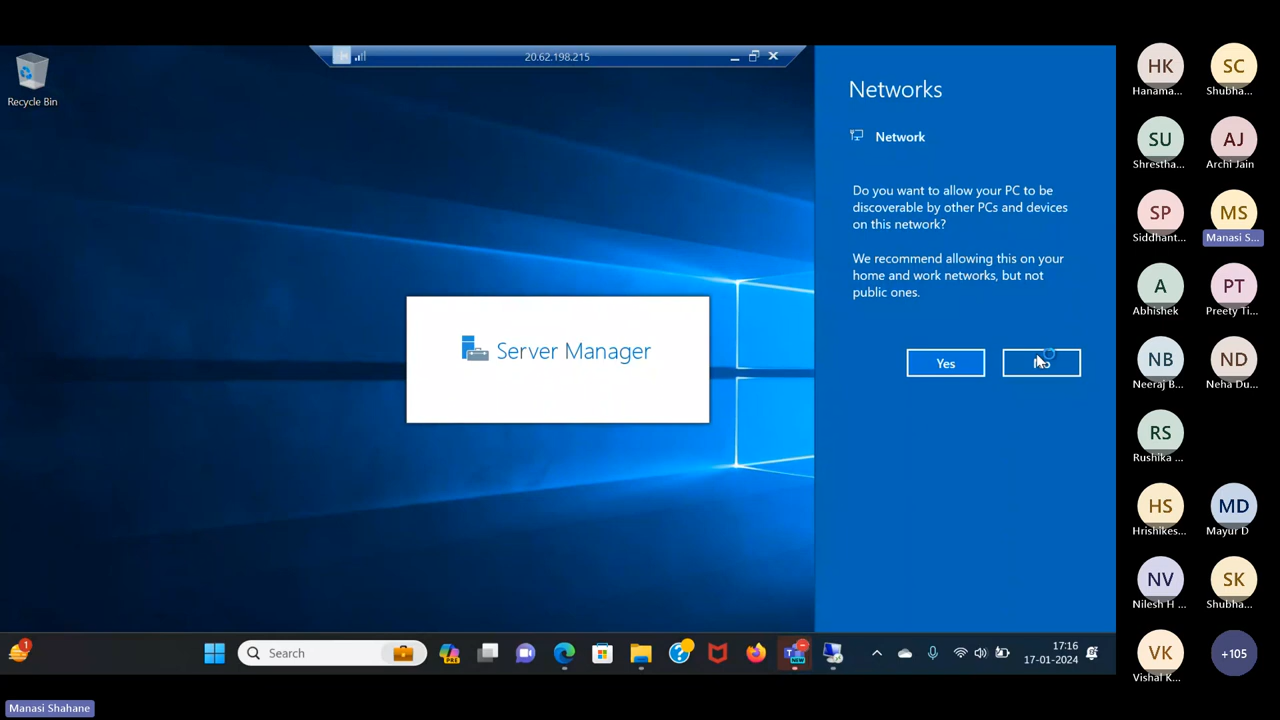 20.62.198.215
Recycle Bin
Networks
Network
Do you want to allow your PC to be
discoverable by other PCs and devices
on this network?
We recommend allowing this on your
home and work networks, but not
public ones.
Yes
Server Manager
HK
Hanama...
SC
Shubha...
SU
Shrestha...
AJ
Archi Jain
SP
Siddhant...
MS
Manasi S...
A
Abhishek
PT
Preety Ti...
NB
Neeraj B...
ND
Neha Du...
RS
Rushika ...
HS
Hrishikes...
MD
Mayur D
NV
Nilesh H ...
SK
Shubha...
VK
Vishal K...
+105
1
Search
PRE
NEW
17:16
17-01-2024
Manasi Shahane